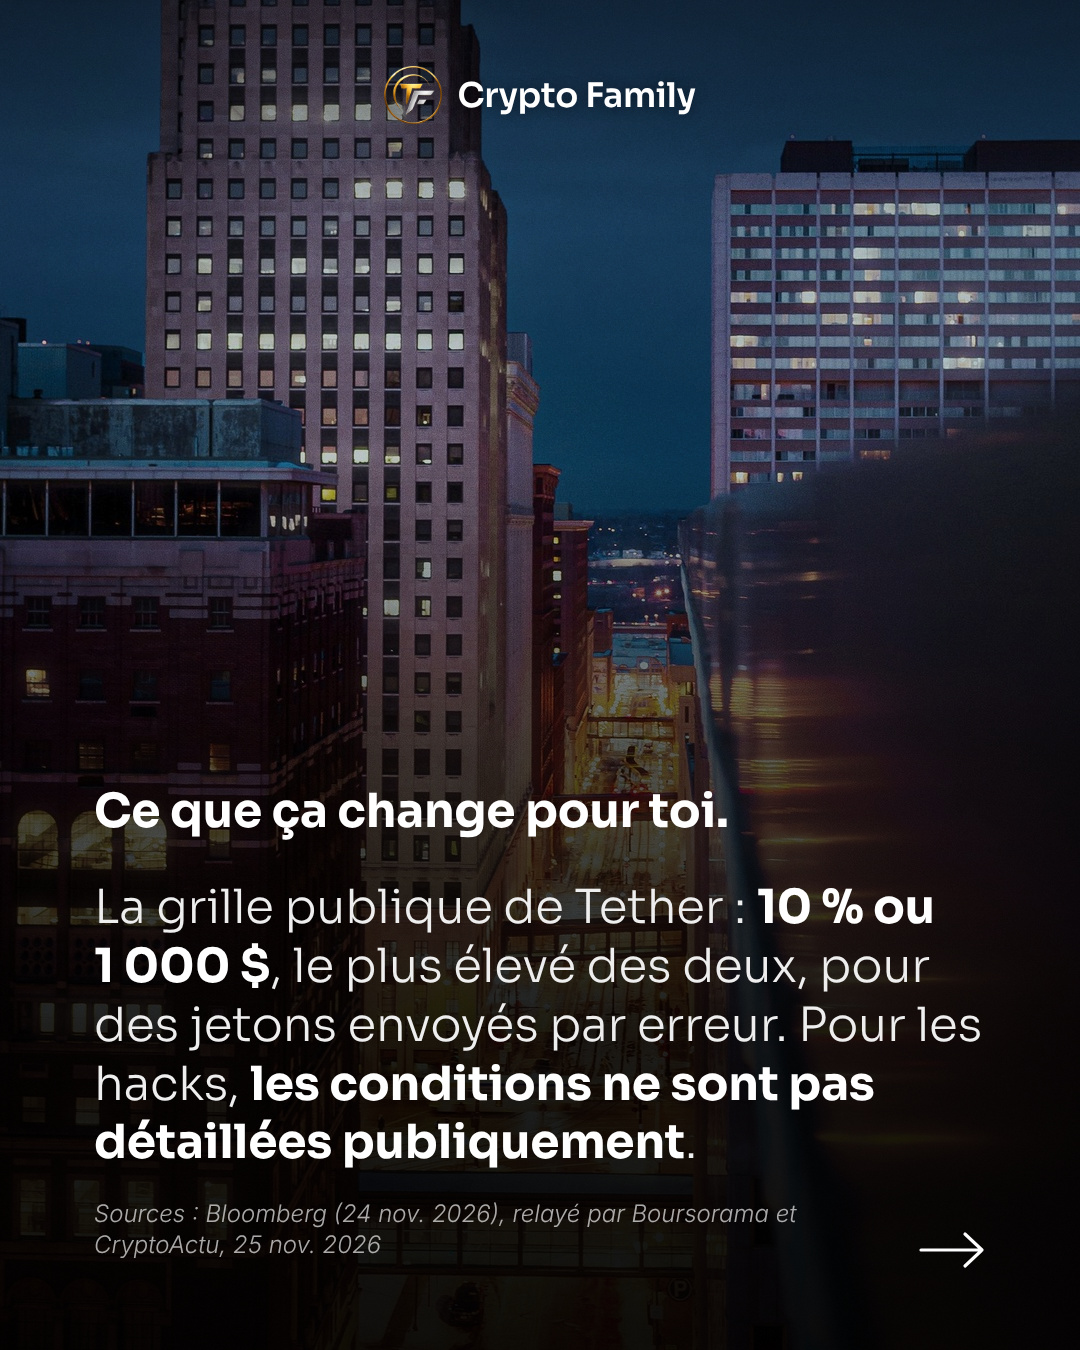 Crypto Family
Ce que ça change pour toi.
La grille publique de Tether : 10 % ou
1 000 $, le plus élevé des deux, pour
des jetons envoyés par erreur. Pour les
hacks, les conditions ne sont pas
détaillées publiquement.
Sources : Bloomberg (24 nov. 2026), relayé par Boursorama et
CryptoActu, 25 nov. 2026